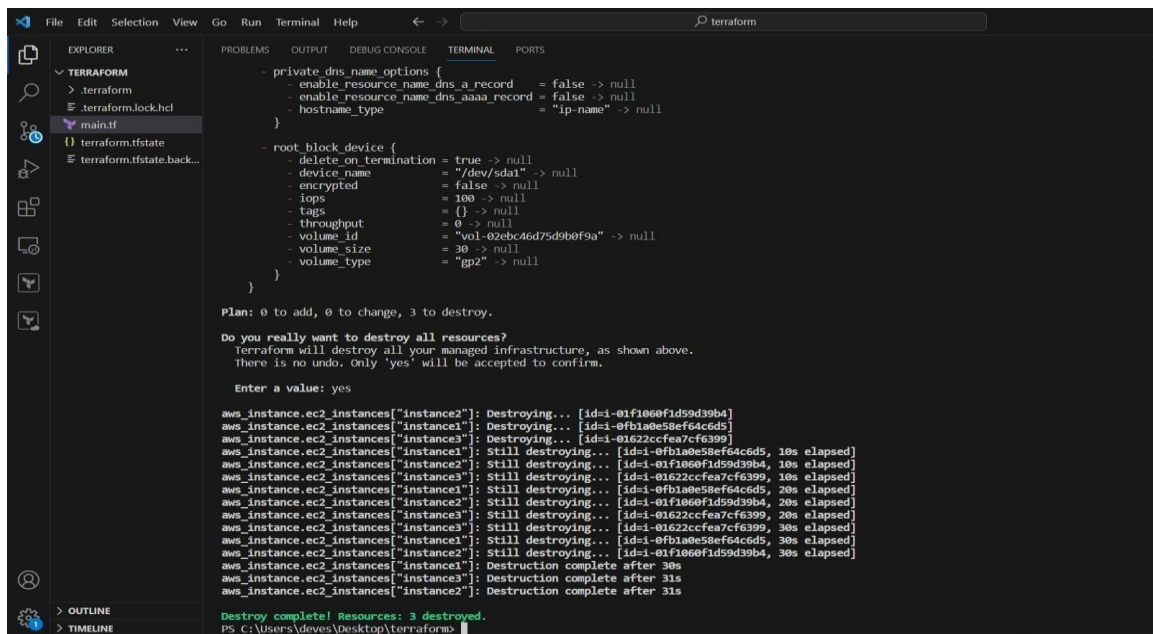 File Edit Selection View Go Run Terminal Help
terraform
EXPLORER
TERRAFORM
.terraform
.terraform.lock.hcl
main.tf
terraform.tfstate
terraform.tfstate.back...
OUTLINE
TIMELINE
PROBLEMS OUTPUT DEBUG CONSOLE TERMINAL PORTS
- private_dns_name_options {
- enable_resource_name_dns_a_record = false -> null
- enable_resource_name_dns_aaaa_record = false -> null
- hostname_type = "ip-name" -> null
}
- root_block_device {
- delete_on_termination = true -> null
- device_name = "/dev/sda1" -> null
- encrypted = false -> null
- iops = 100 -> null
- tags = {} -> null
- throughput = 0 -> null
- volume_id = "vol-02ebc46d75d9b0f9a" -> null
- volume_size = 30 -> null
- volume_type = "gp2" -> null
}
}
Plan: 0 to add, 0 to change, 3 to destroy.
Do you really want to destroy all resources?
Terraform will destroy all your managed infrastructure, as shown above.
There is no undo. Only 'yes' will be accepted to confirm.
Enter a value: yes
aws_instance.ec2_instances["instance2"]: Destroying... [id=i-01f1060f1d59d39b4]
aws_instance.ec2_instances["instance1"]: Destroying... [id=i-0fb1a0e58ef64c6d5]
aws_instance.ec2_instances["instance3"]: Destroying... [id=i-01622ccfea7cf6399]
aws_instance.ec2_instances["instance1"]: Still destroying... [id=i-0fb1a0e58ef64c6d5, 10s elapsed]
aws_instance.ec2_instances["instance2"]: Still destroying... [id=i-01f1060f1d59d39b4, 10s elapsed]
aws_instance.ec2_instances["instance3"]: Still destroying... [id=i-01622ccfea7cf6399, 10s elapsed]
aws_instance.ec2_instances["instance1"]: Still destroying... [id=i-0fb1a0e58ef64c6d5, 20s elapsed]
aws_instance.ec2_instances["instance2"]: Still destroying... [id=i-01f1060f1d59d39b4, 20s elapsed]
aws_instance.ec2_instances["instance3"]: Still destroying... [id=i-01622ccfea7cf6399, 20s elapsed]
aws_instance.ec2_instances["instance3"]: Still destroying... [id=i-01622ccfea7cf6399, 30s elapsed]
aws_instance.ec2_instances["instance1"]: Still destroying... [id=i-0fb1a0e58ef64c6d5, 30s elapsed]
aws_instance.ec2_instances["instance2"]: Still destroying... [id=i-01f1060f1d59d39b4, 30s elapsed]
aws_instance.ec2_instances["instance1"]: Destruction complete after 30s
aws_instance.ec2_instances["instance3"]: Destruction complete after 31s
aws_instance.ec2_instances["instance2"]: Destruction complete after 31s
Destroy complete! Resources: 3 destroyed.
PS C:\Users\deves\Desktop\terraform>